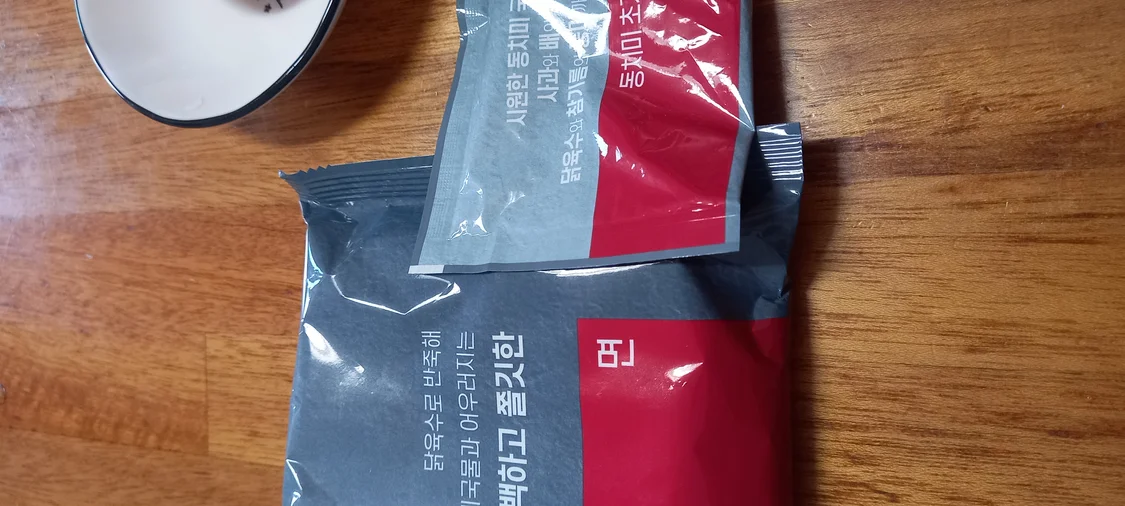 시원한 동치미
사과와 배
닭육수와 참기름
동치미
닭육수로 반죽해
국물과 어우러지는
백하고 쫄깃한
면